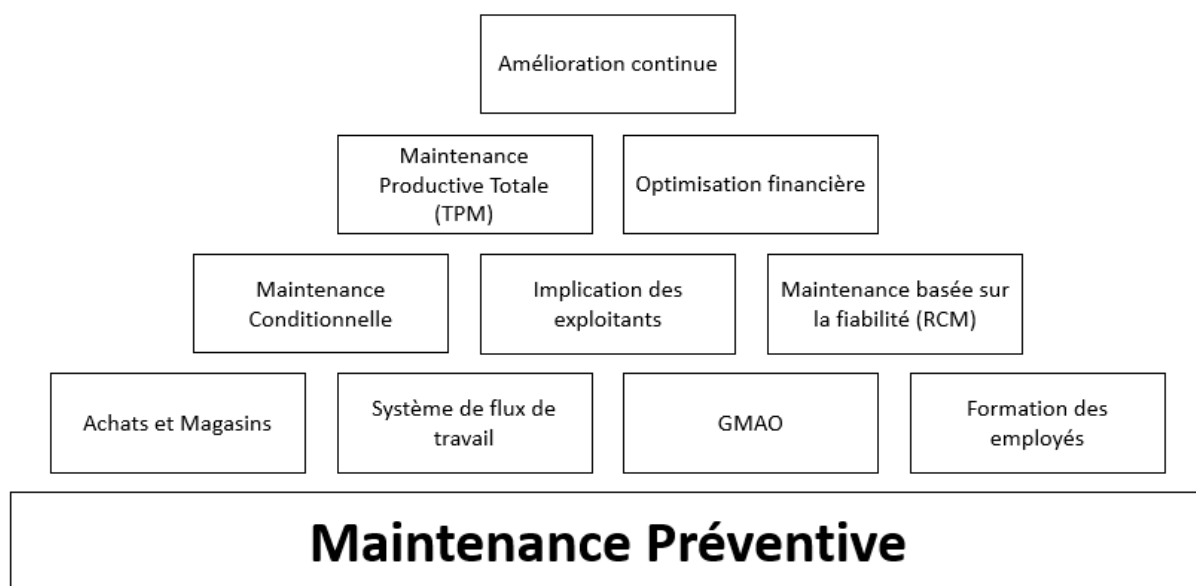 Amélioration continue
Maintenance
Productive Totale
(TPM)
Optimisation financière
Maintenance
Conditionnelle
Implication des
exploitants
Maintenance basée sur
la fiabilité (RCM)
Achats et Magasins
Système de flux de
travail
GMAO
Formation des
employés
Maintenance Préventive